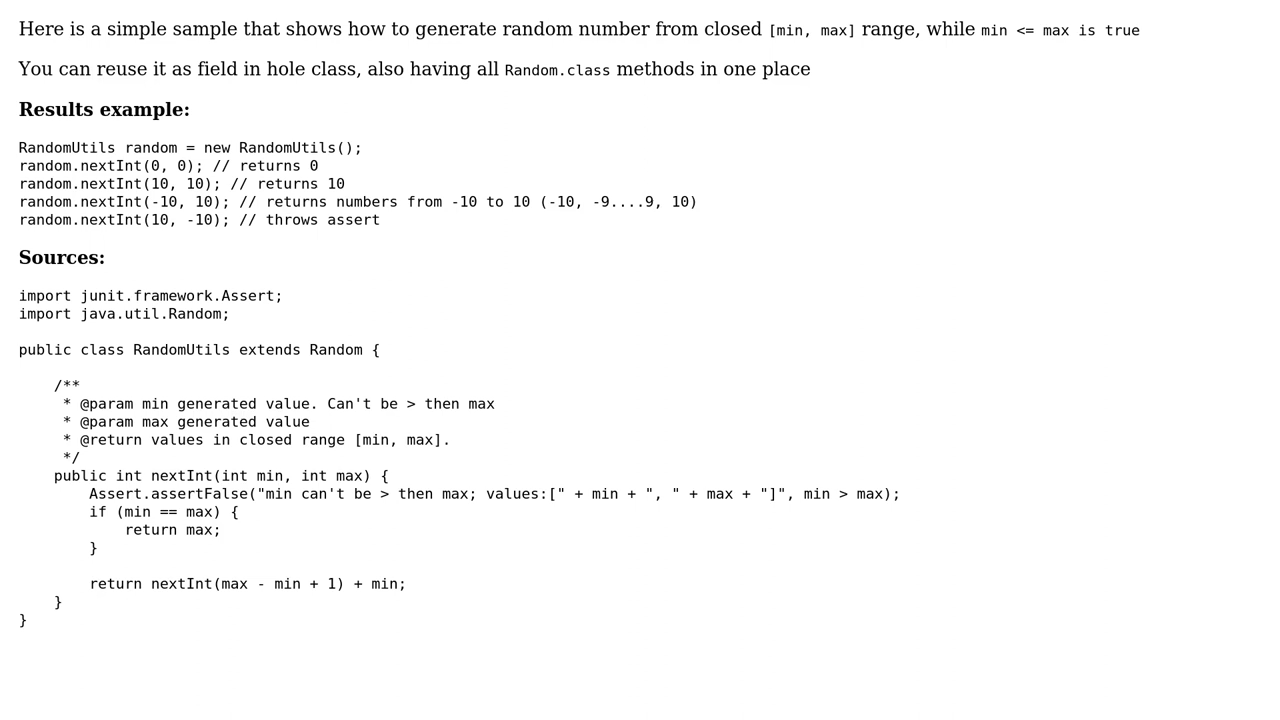 Here is a simple sample that shows how to generate random number from closed [min, max] range, while min <= max is true
You can reuse it as field in hole class, also having all Random.class methods in one place
Results example:
RandomUtils random = new RandomUtils();
random.nextInt(0, 0); // returns 0
random.nextInt(10, 10); // returns 10
random.nextInt(-10, 10); // returns numbers from -10 to 10 (-10, -9....9, 10)
random.nextInt(10, -10); // throws assert
Sources:
import junit.framework.Assert;
import java.util.Random;
public class RandomUtils extends Random {
    /**
     * @param min generated value. Can't be > then max
     * @param max generated value
     * @return values in closed range [min, max].
     */
    public int nextInt(int min, int max) {
        Assert.assertFalse("min can't be > then max; values:[" + min + ", " + max + "]", min > max);
        if (min == max) {
            return max;
        }
        return nextInt(max - min + 1) + min;
    }
}